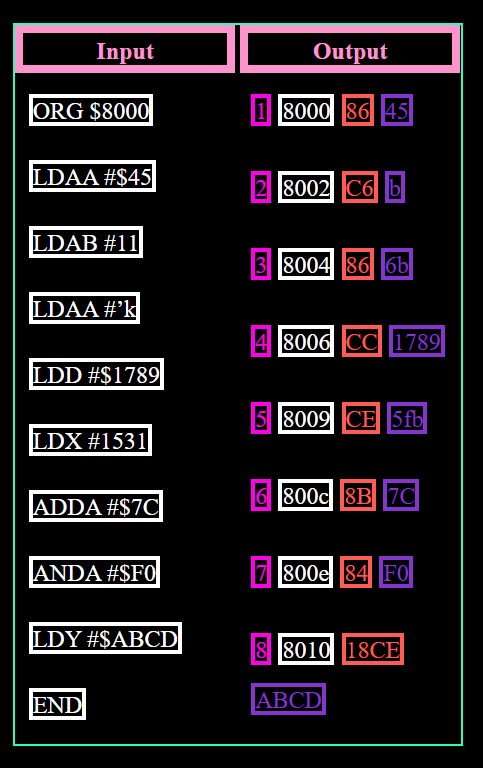 Input Output
ORG $8000 1 8000 86 45
LDAA #$45 2 8002 C6 b
LDAB #11 3 8004 86 6b
LDAA #’k 4 8006 CC 1789
LDD #$1789 5 8009 CE 5fb
LDX #1531 6 800c 8B 7C
ADDA #$7C 7 800e 84 F0
ANDA #$F0 8 8010 18CE
LDY #$ABCD ABCD
END